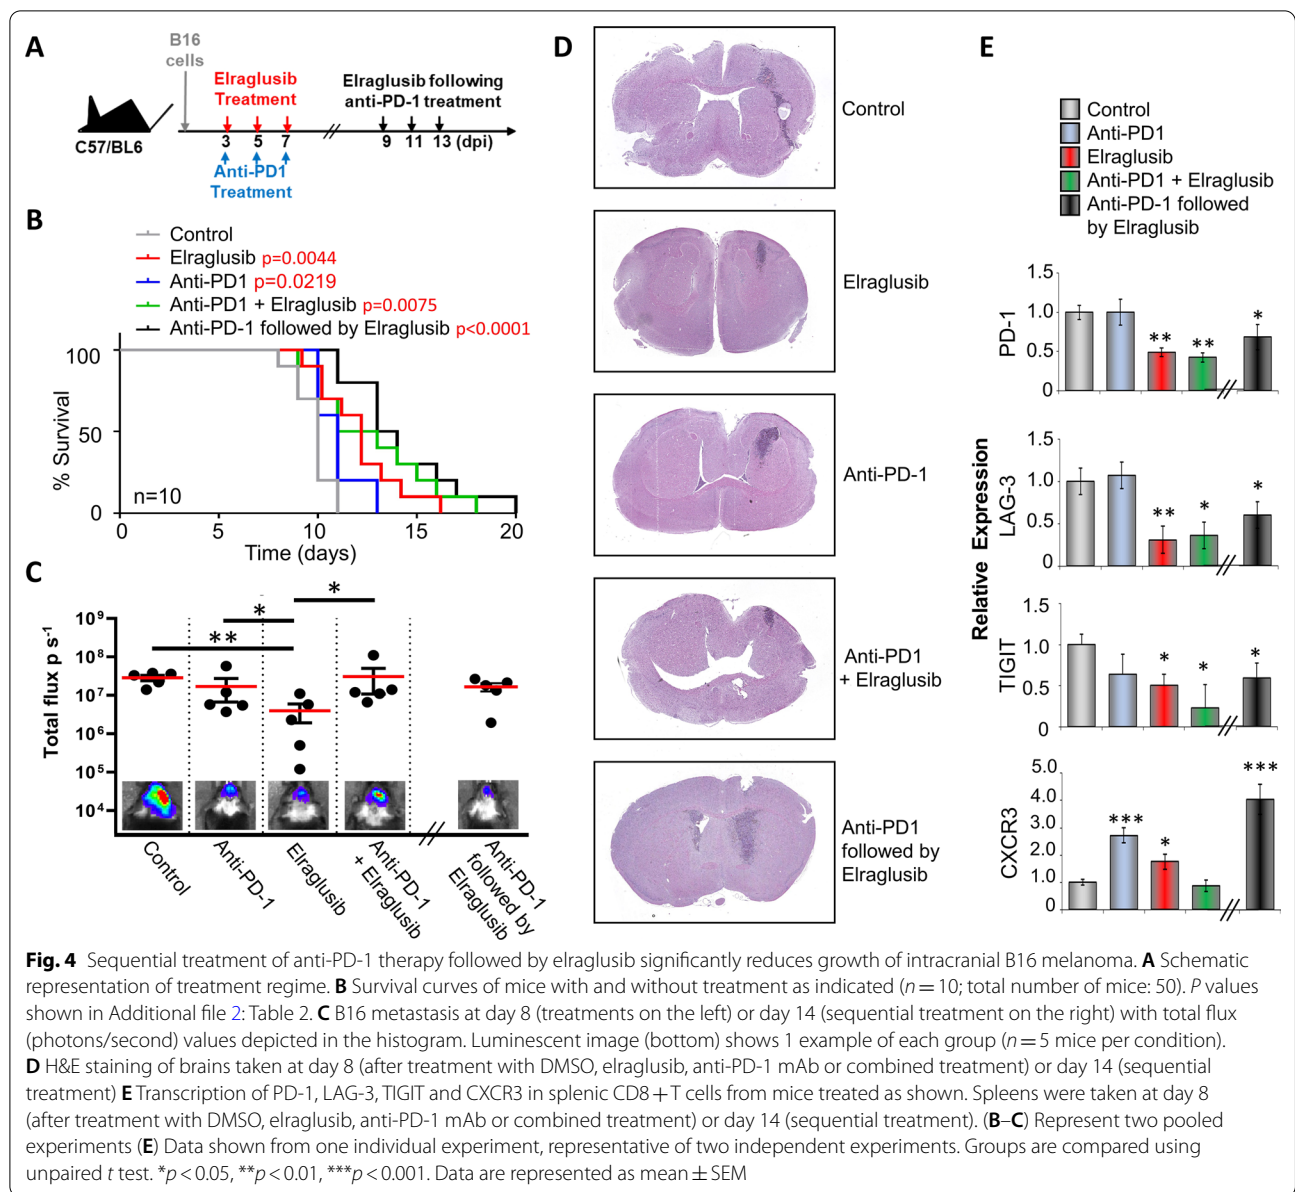 A
B16
cells
Elraglusib
Treatment
Elraglusib following
anti-PD-1 treatment
C57/BL6
3 5 7 // 9 11 13 (dpi)
Anti-PD1
Treatment
B
Control
Elraglusib p=0.0044
Anti-PD1 p=0.0219
Anti-PD1 + Elraglusib p=0.0075
Anti-PD-1 followed by Elraglusib p<0.0001
% Survival
100
50
0
n=10
0 5 10 15 20
Time (days)
C
Total flux p s⁻¹
10⁹
10⁸
10⁷
10⁶
10⁵
10⁴
*
*
**
//
Control
Anti-PD-1
Elraglusib
Anti-PD-1
+ Elraglusib
Anti-PD-1
followed by
Elraglusib
D
Control
Elraglusib
Anti-PD-1
Anti-PD1
+ Elraglusib
Anti-PD1
followed by
Elraglusib
E
Control
Anti-PD1
Elraglusib
Anti-PD1 + Elraglusib
Anti-PD-1 followed
by Elraglusib
Relative Expression
PD-1
1.5
1.0
0.5
0
** ** *
//
LAG-3
1.5
1.0
0.5
0
** * *
//
TIGIT
1.5
1.0
0.5
0
* * *
//
CXCR3
5.0
4.0
3.0
2.0
1.0
0
*** * ***
//
Fig. 4 Sequential treatment of anti-PD-1 therapy followed by elraglusib significantly reduces growth of intracranial B16 melanoma. A Schematic
representation of treatment regime. B Survival curves of mice with and without treatment as indicated (n = 10; total number of mice: 50). P values
shown in Additional file 2: Table 2. C B16 metastasis at day 8 (treatments on the left) or day 14 (sequential treatment on the right) with total flux
(photons/second) values depicted in the histogram. Luminescent image (bottom) shows 1 example of each group (n = 5 mice per condition).
D H&E staining of brains taken at day 8 (after treatment with DMSO, elraglusib, anti-PD-1 mAb or combined treatment) or day 14 (sequential
treatment) E Transcription of PD-1, LAG-3, TIGIT and CXCR3 in splenic CD8 + T cells from mice treated as shown. Spleens were taken at day 8
(after treatment with DMSO, elraglusib, anti-PD-1 mAb or combined treatment) or day 14 (sequential treatment). (B–C) Represent two pooled
experiments (E) Data shown from one individual experiment, representative of two independent experiments. Groups are compared using
unpaired t test. *p < 0.05, **p < 0.01, ***p < 0.001. Data are represented as mean ± SEM